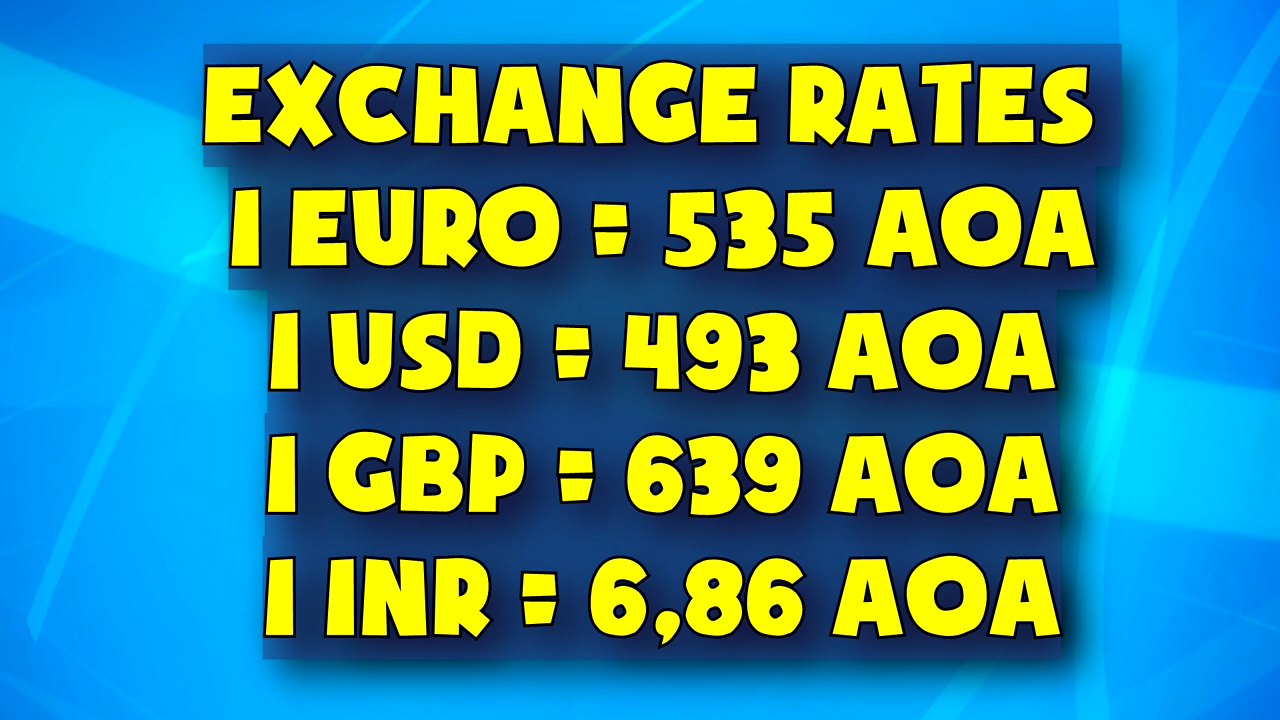 EXCHANGE RATES
1 EURO = 535 AOA
1 USD = 493 AOA
1 GBP = 639 AOA
1 INR = 6,86 AOA